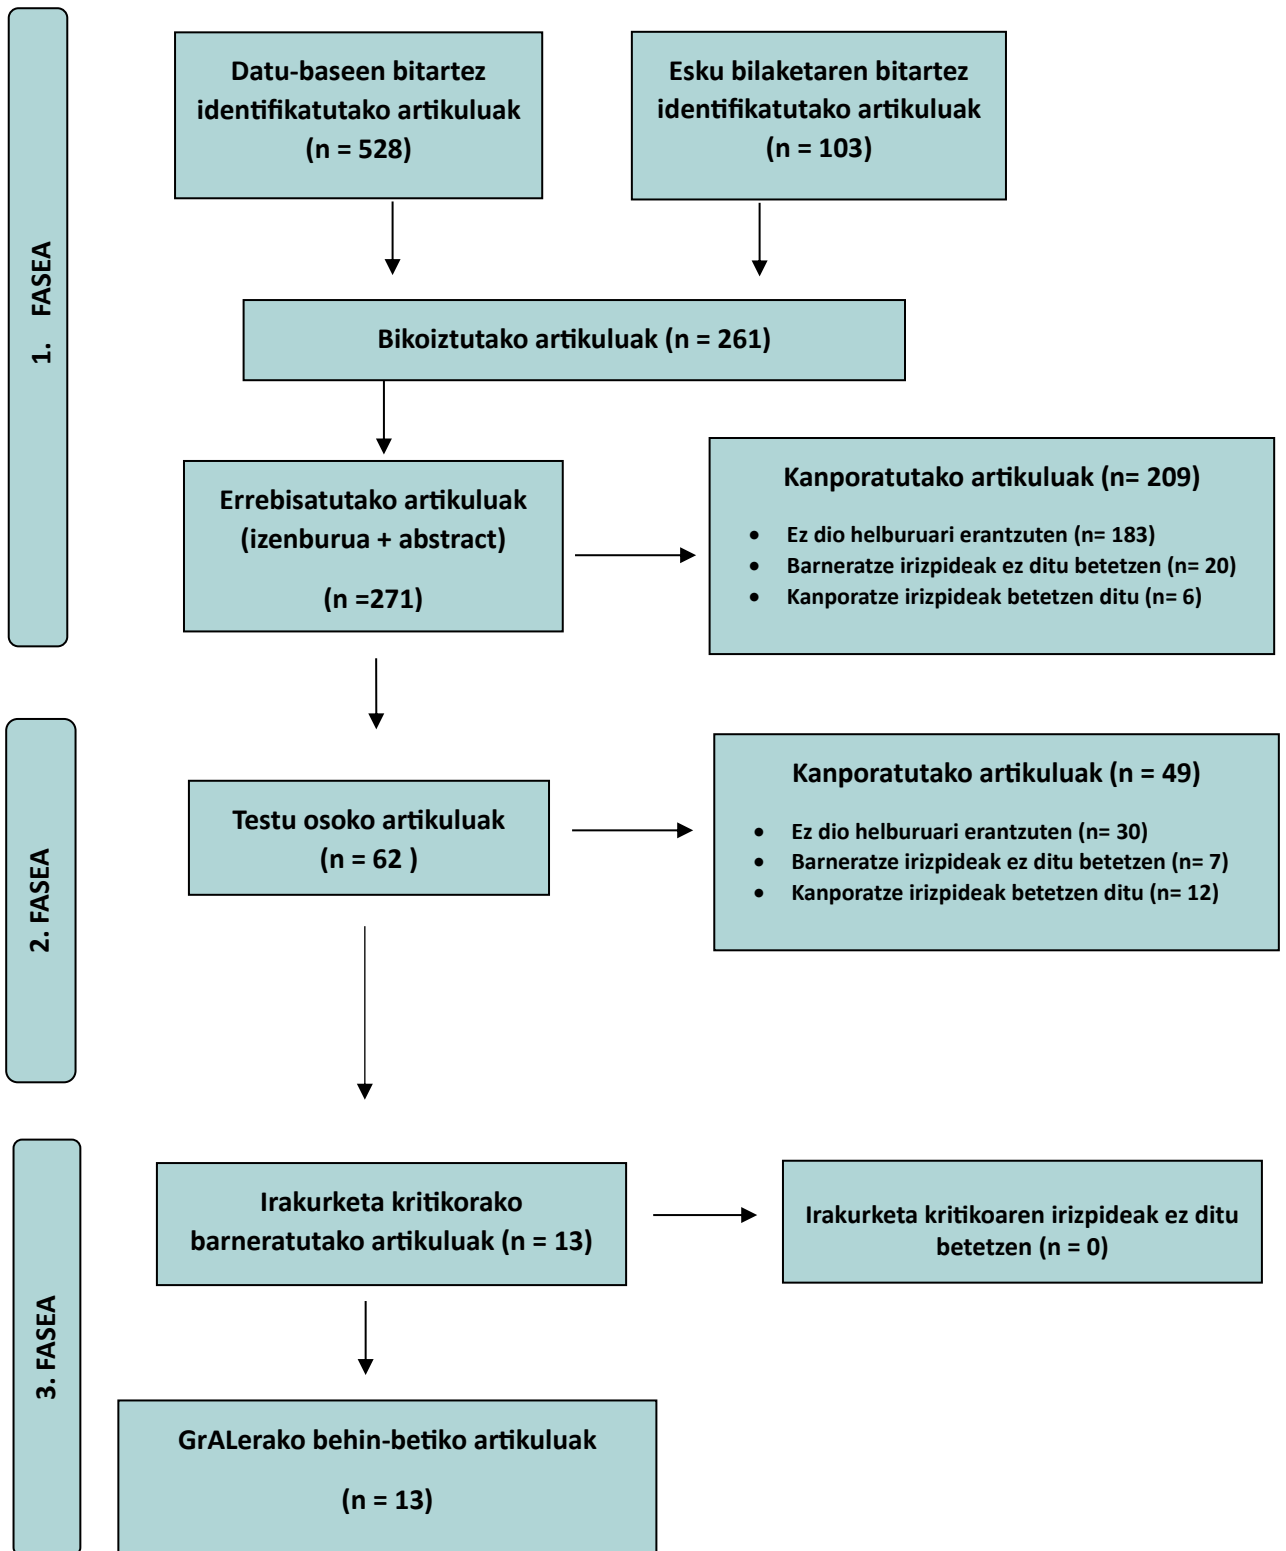 1. FASEA
Datu-baseen bitartez
identifikatutako artikuluak
(n = 528)
Esku bilaketaren bitartez
identifikatutako artikuluak
(n = 103)
Bikoiztutako artikuluak (n = 261)
Errebisatutako artikuluak
(izenburua + abstract)
(n =271)
Kanporatutako artikuluak (n= 209)
• Ez dio helburuari erantzuten (n= 183)
• Barneratze irizpideak ez ditu betetzen (n= 20)
• Kanporatze irizpideak betetzen ditu (n= 6)
2. FASEA
Testu osoko artikuluak
(n = 62 )
Kanporatutako artikuluak (n = 49)
• Ez dio helburuari erantzuten (n= 30)
• Barneratze irizpideak ez ditu betetzen (n= 7)
• Kanporatze irizpideak betetzen ditu (n= 12)
3. FASEA
Irakurketa kritikorako
barneratutako artikuluak (n = 13)
Irakurketa kritikoaren irizpideak ez ditu
betetzen (n = 0)
GrALerako behin-betiko artikuluak
(n = 13)